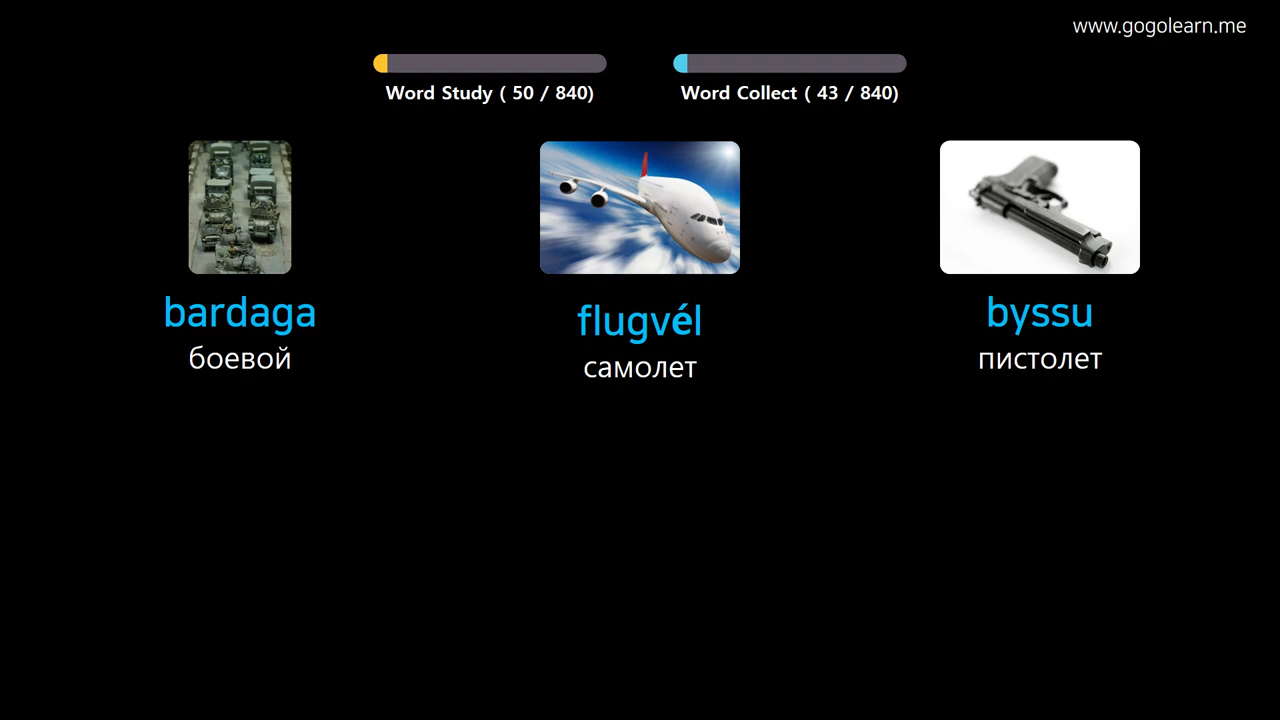 www.gogolearn.me
Word Study ( 50 / 840)
Word Collect ( 43 / 840)
bardaga
боевой
flugvél
самолет
byssu
пистолет